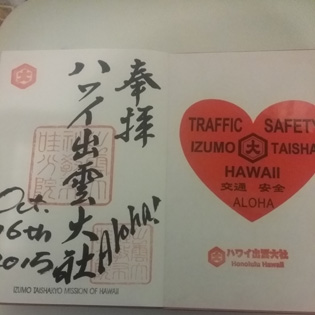 奉拝
ハワイ出雲大社
Oct.
16th
2015
Aloha!
IZUMO TAISHAKYO MISSION OF HAWAII
TRAFFIC SAFETY
IZUMO 大 TAISHA
HAWAII
交通 安全
ALOHA
ハワイ出雲大社
Honolulu Hawaii